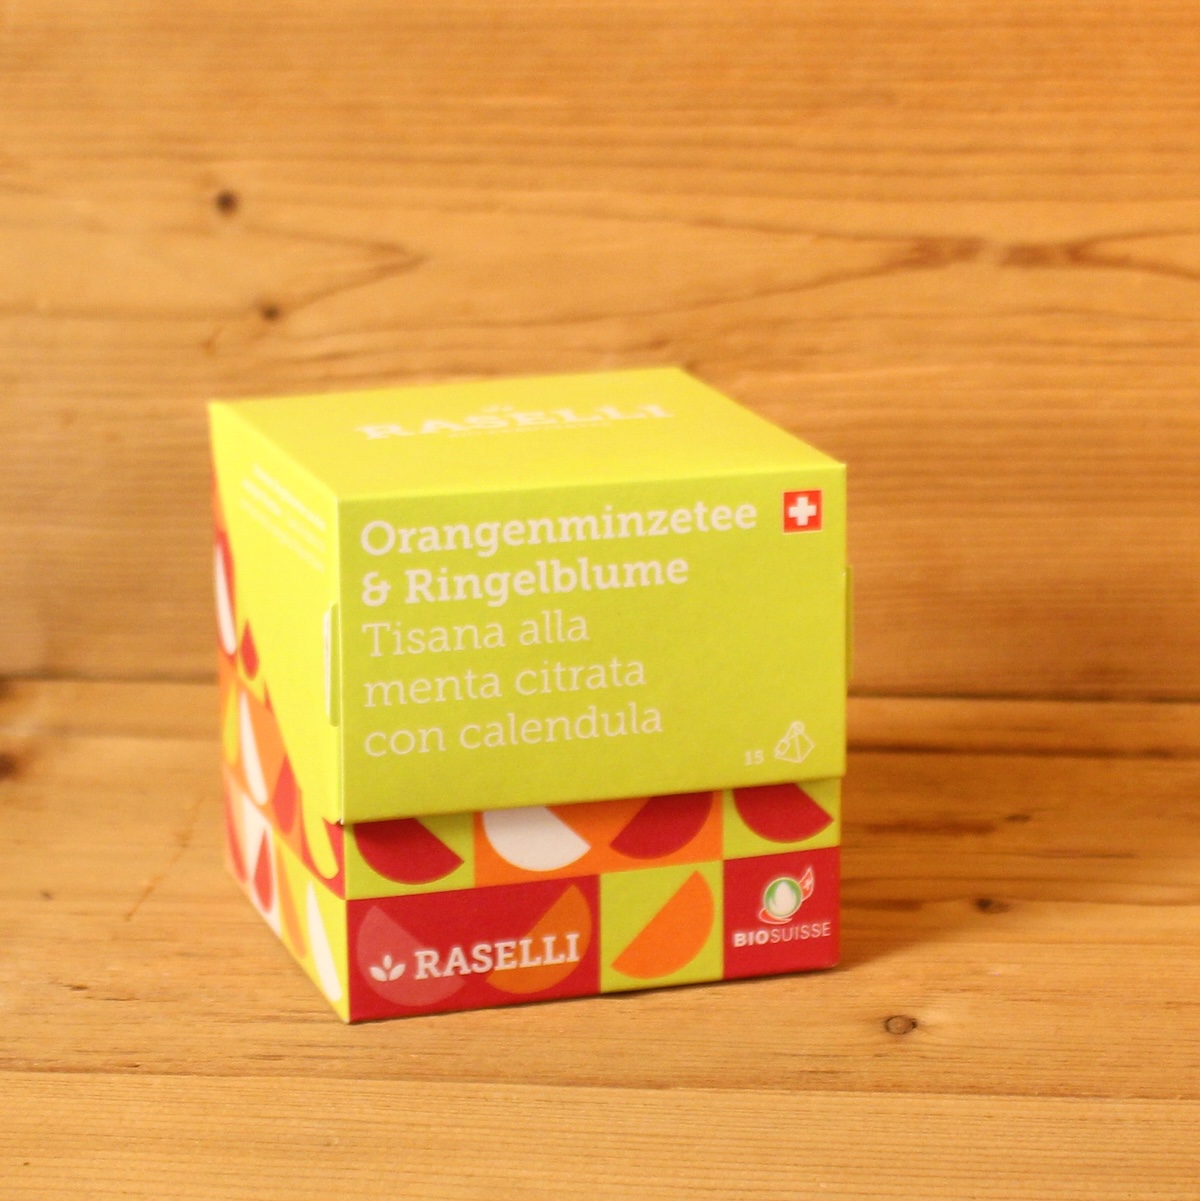 RASELLI
Orangenminzetee
& Ringelblume
Tisana alla
menta citrata
con calendula
15
RASELLI
BIOSUISSE